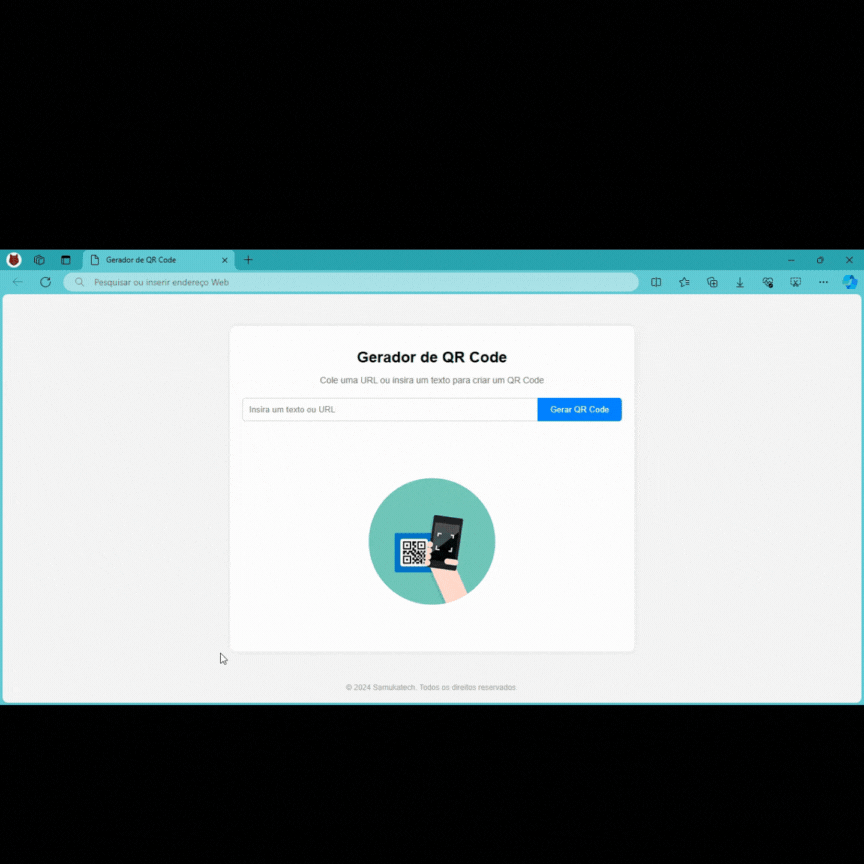 Gerador de QR Code
Pesquisar ou inserir endereço Web
Gerador de QR Code
Cole uma URL ou insira um texto para criar um QR Code
Insira um texto ou URL
Gerar QR Code
© 2024 Samukatech. Todos os direitos reservados